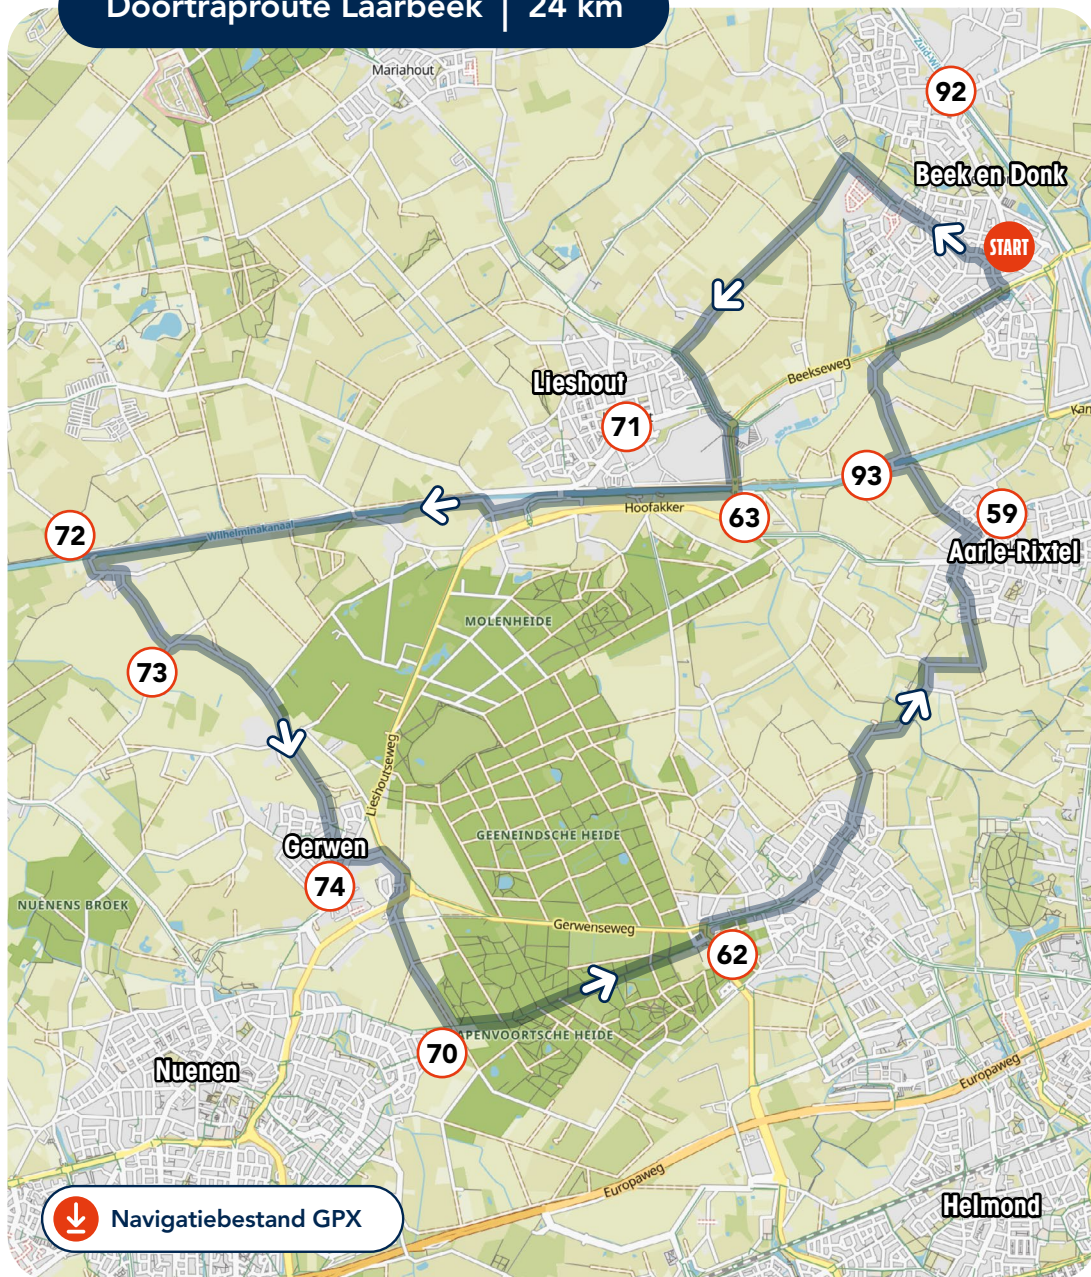 Doortraproute Laarbeek | 24 km
Mariahout
92
Beek en Donk
START
Lieshout
71
Beekseweg
93
59
Aarle-Rixtel
63
Hoofakker
72
Wilhelminakanaal
MOLENHEIDE
73
Lieshoutseweg
GEENEINDSCHE HEIDE
Gerwen
74
NUENENS BROEK
Gerwenseweg
62
APENVOORTSCHE HEIDE
70
Nuenen
Europaweg
Europaweg
Helmond
Navigatiebestand GPX